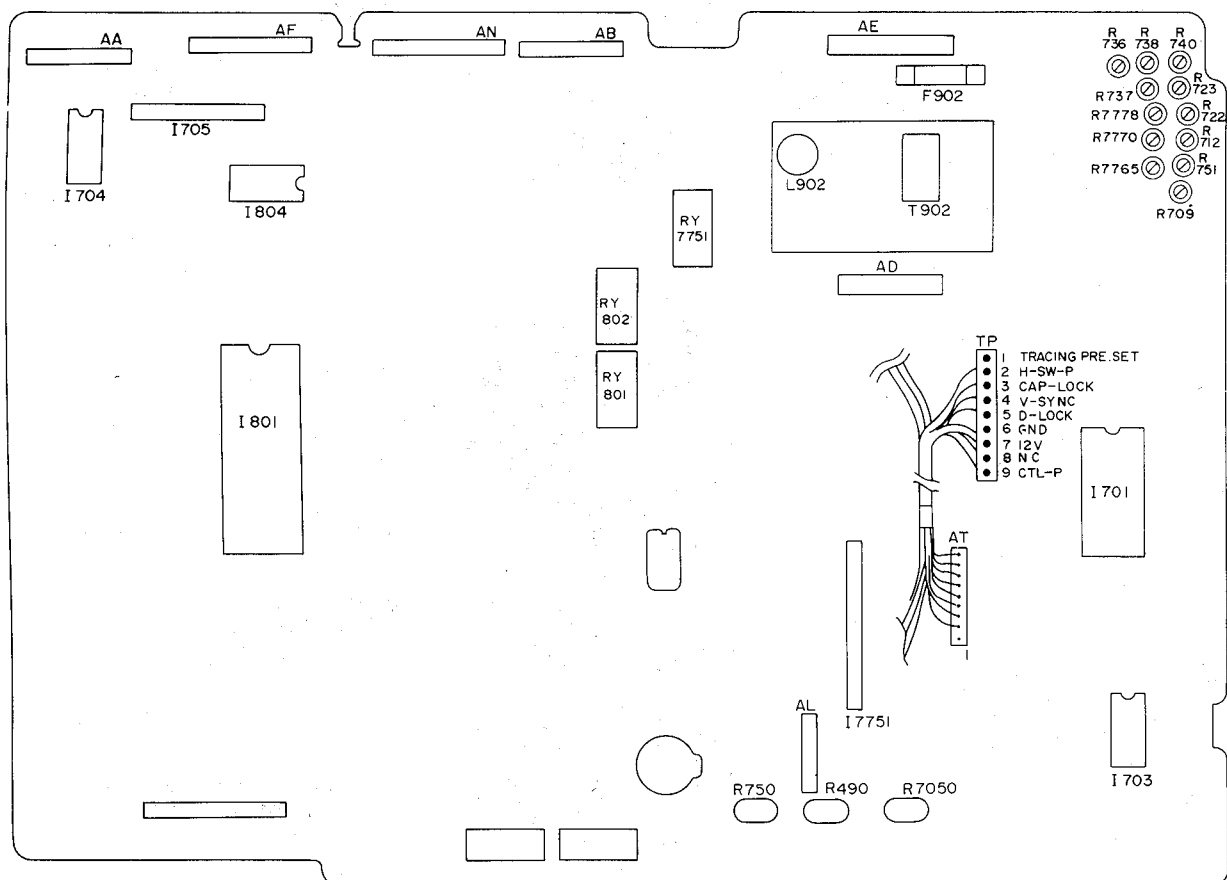 AA
AF
AN
AB
AE
R 736
R 738
R 740
F902
R737
R 723
R7778
R 722
R7770
R 712
R7765
R 751
R709
I705
I704
I804
L902
T902
RY 7751
AD
RY 802
RY 801
I801
TP
1 TRACING PRE.SET
2 H-SW-P
3 CAP-LOCK
4 V-SYNC
5 D-LOCK
6 GND
7 12V
8 NC
9 CTL-P
I701
AT
1
I7751
AL
I703
R750
R490
R7050